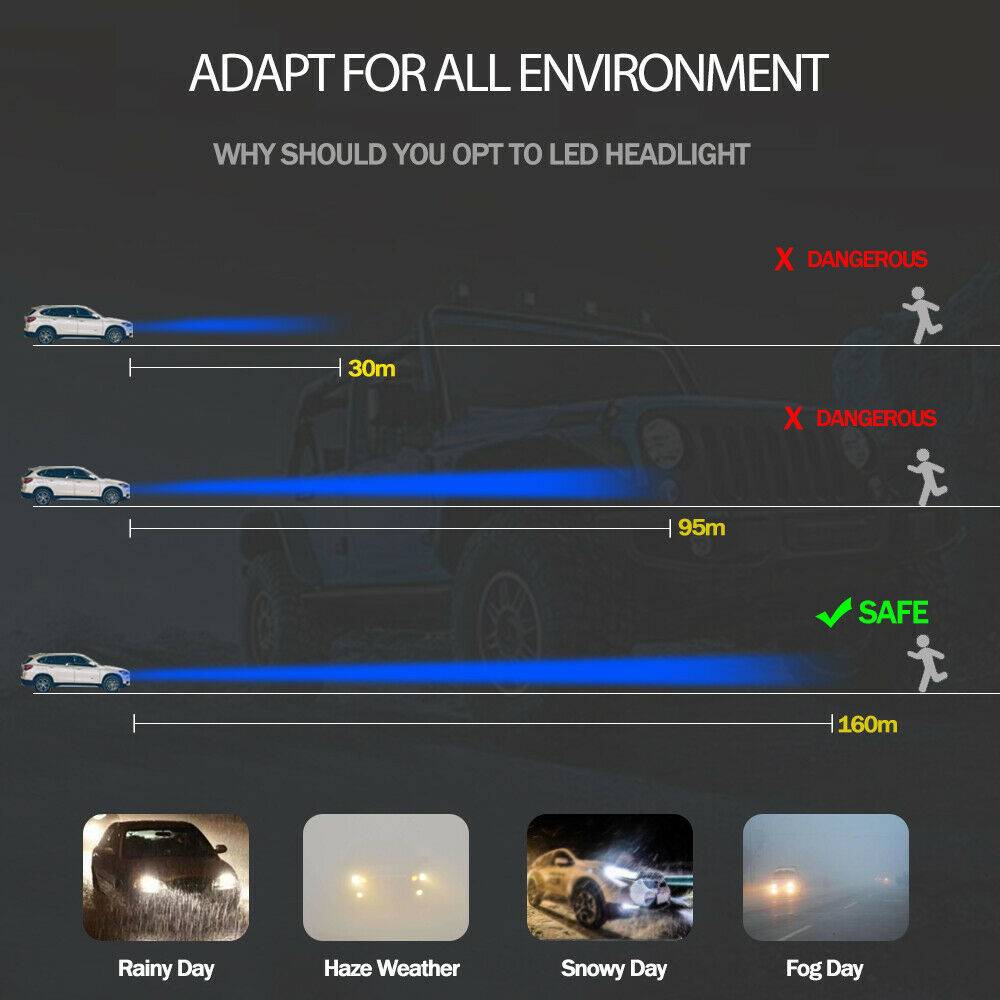 ADAPT FOR ALL ENVIRONMENT
WHY SHOULD YOU OPT TO LED HEADLIGHT
X DANGEROUS
30m
X DANGEROUS
95m
SAFE
160m
Rainy Day
Haze Weather
Snowy Day
Fog Day